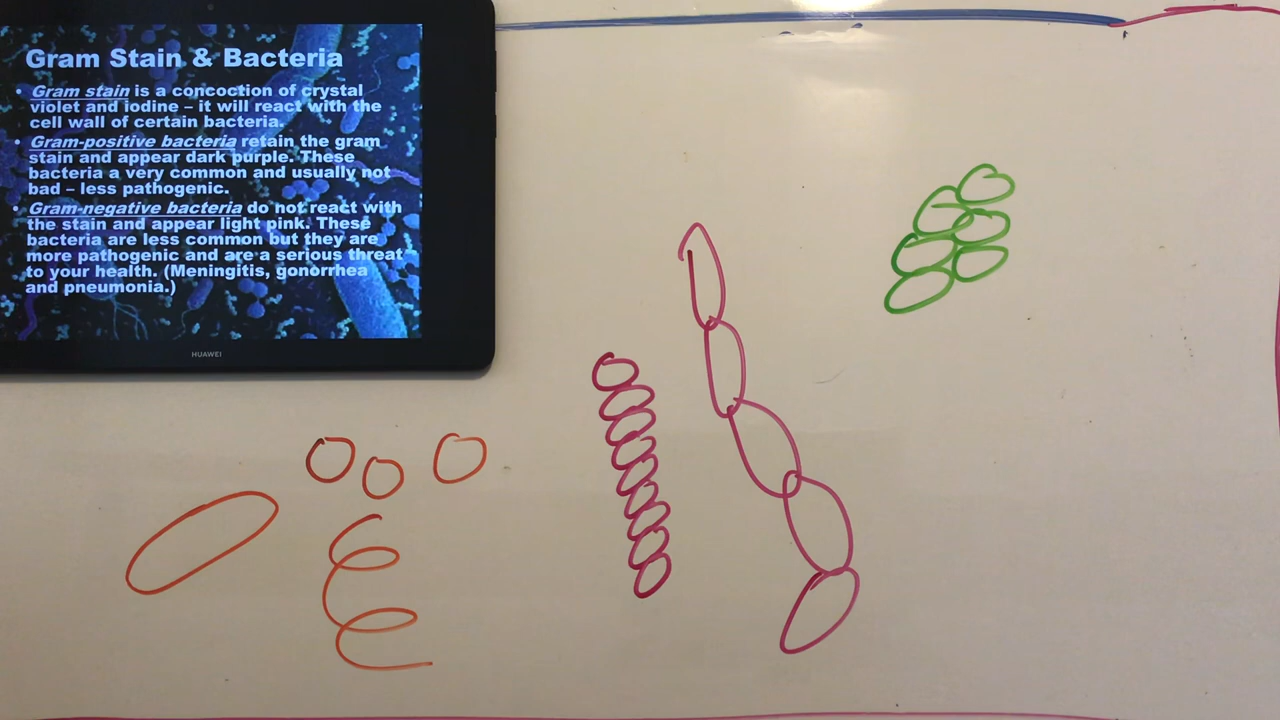 Gram Stain & Bacteria
• Gram stain is a concoction of crystal
violet and iodine – it will react with the
cell wall of certain bacteria.
• Gram-positive bacteria retain the gram
stain and appear dark purple. These
bacteria a very common and usually not
bad – less pathogenic.
• Gram-negative bacteria do not react with
the stain and appear light pink. These
bacteria are less common but they are
more pathogenic and are a serious threat
to your health. (Meningitis, gonorrhea
and pneumonia.)
HUAWEI